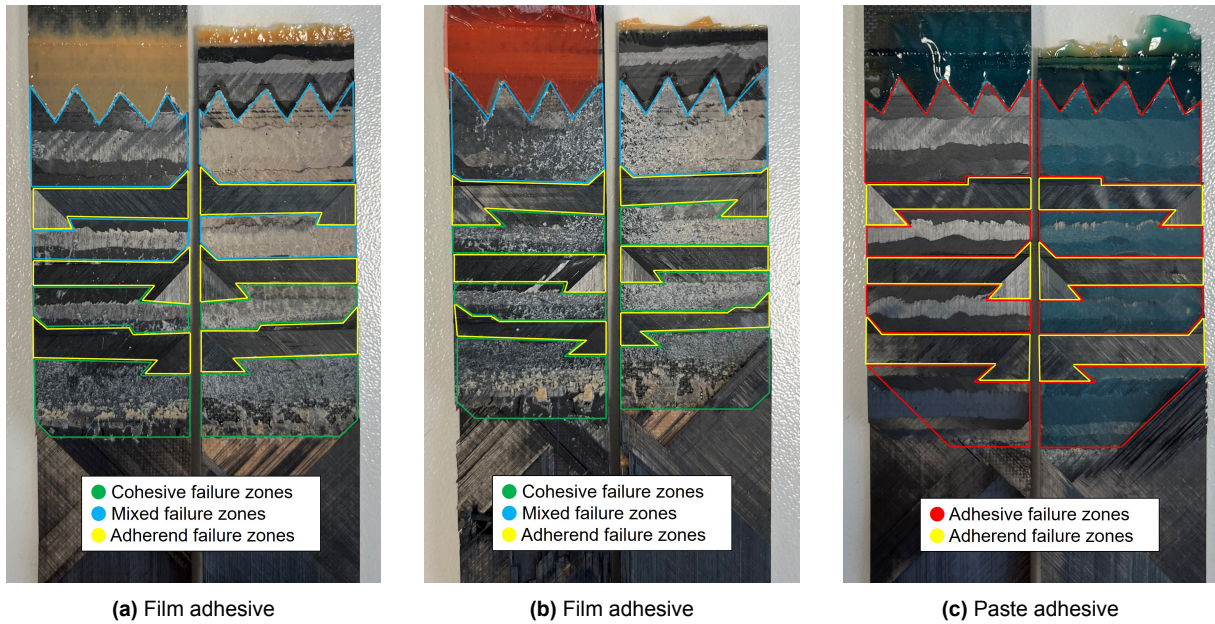 Cohesive failure zones
Mixed failure zones
Adherend failure zones
(a) Film adhesive
Cohesive failure zones
Mixed failure zones
Adherend failure zones
(b) Film adhesive
Adhesive failure zones
Adherend failure zones
(c) Paste adhesive